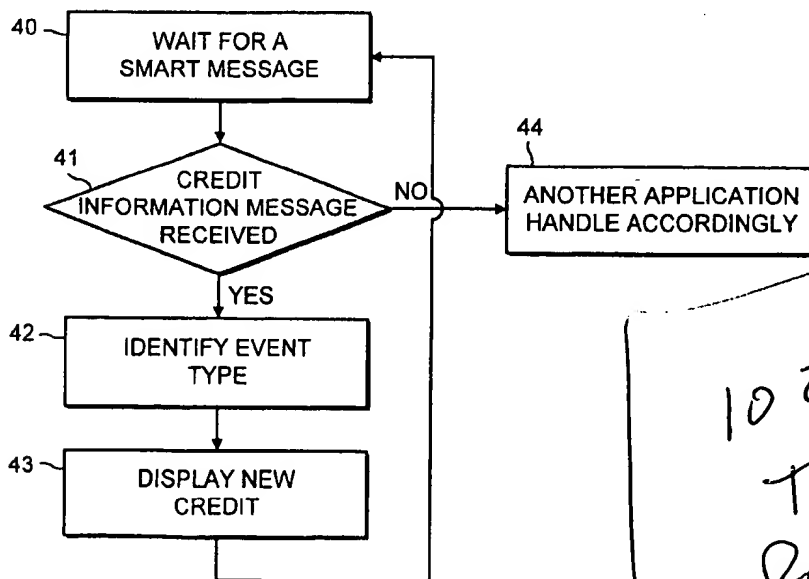 40
WAIT FOR A
SMART MESSAGE
41
CREDIT
INFORMATION MESSAGE
RECEIVED
NO
44
ANOTHER APPLICATION
HANDLE ACCORDINGLY
YES
42
IDENTIFY EVENT
TYPE
43
DISPLAY NEW
CREDIT
10